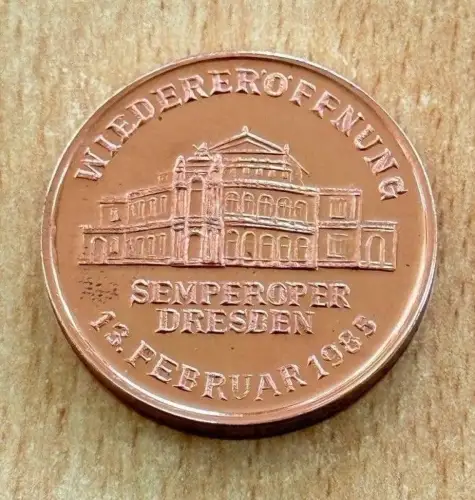 WIEDERERÖFFNUNG
SEMPEROPER
DRESDEN
13. FEBRUAR 1985